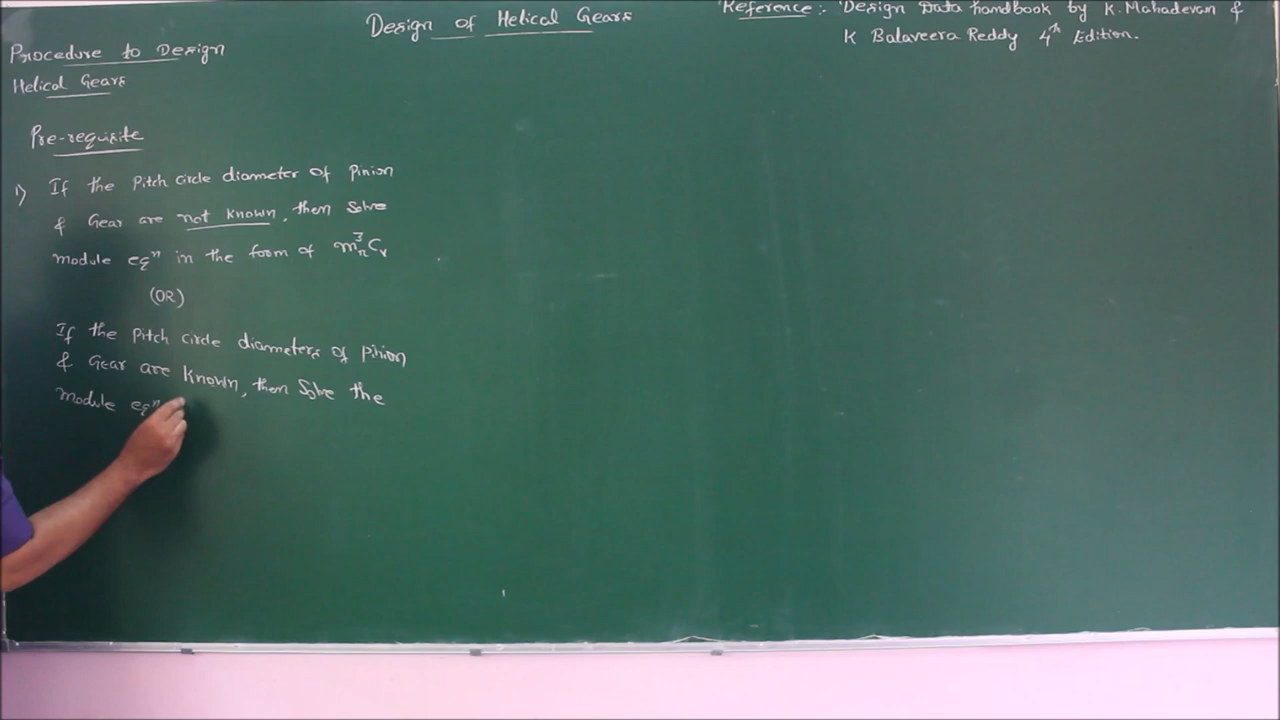 Design of Helical Gears
Reference :- Design Data handbook by K. Mahadevan &
K Balaveera Reddy 4th Edition.
Procedure to Design
Helical Gears
Pre-requisite
1) If the Pitch circle diameter of Pinion
& Gear are not known, then Solve
module eqⁿ in the form of mₙ³Cᵥ
(OR)
If the Pitch circle diameters of pinion
& Gear are known, then Solve the
module eqⁿ